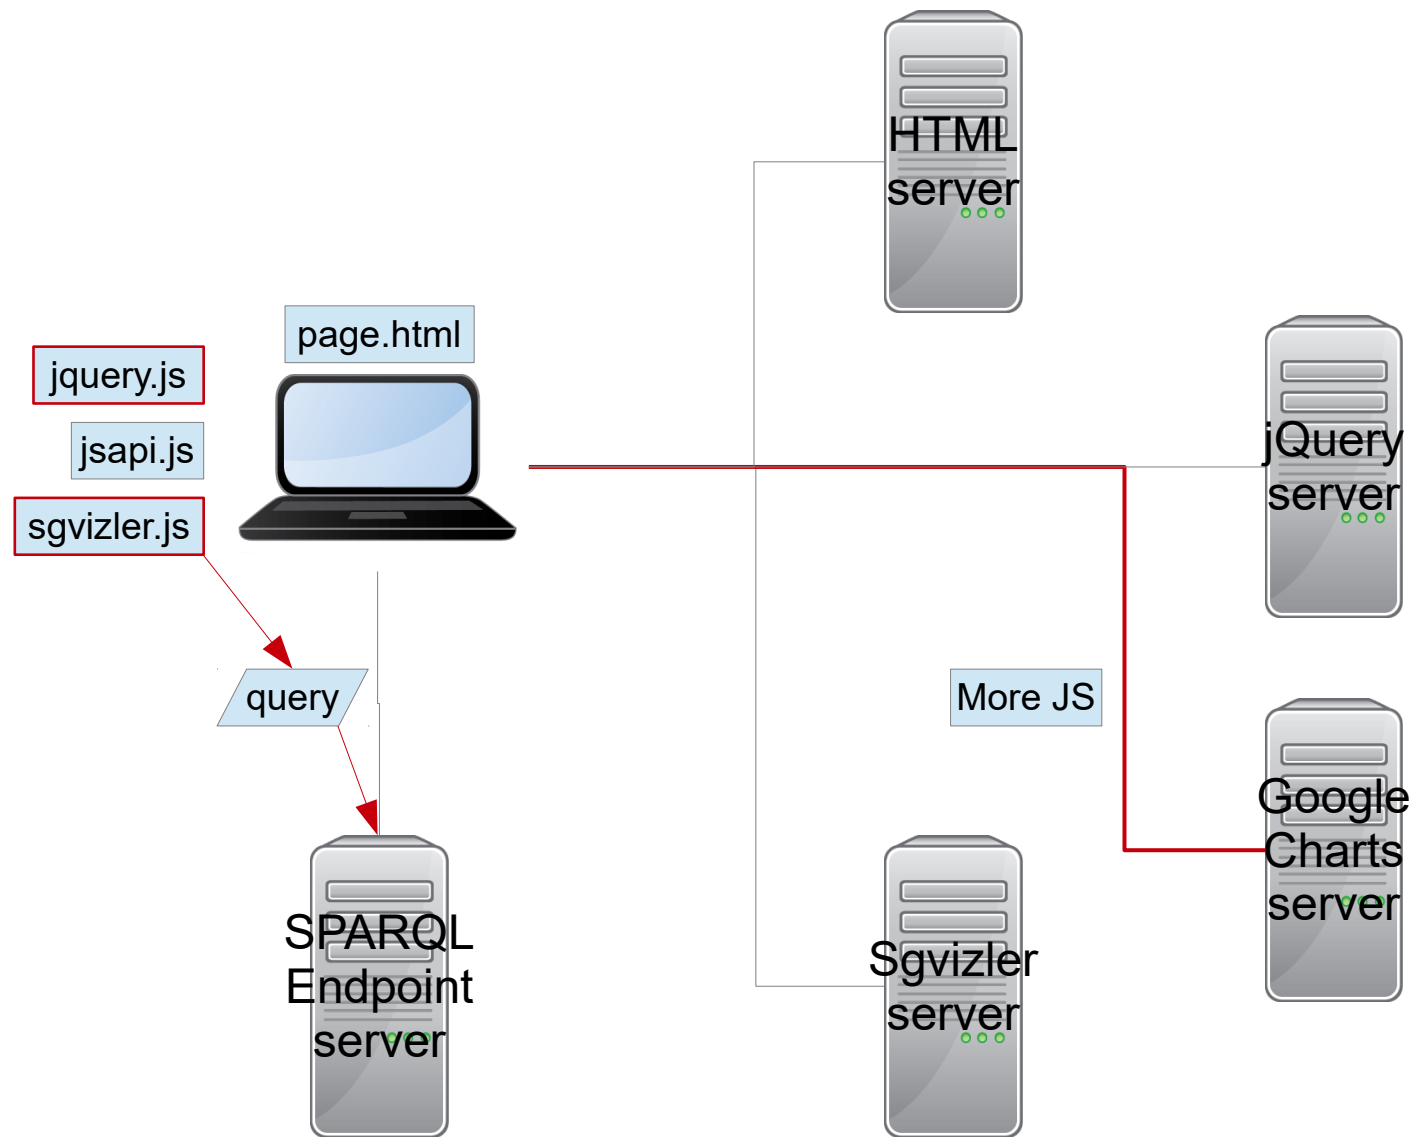 HTML
server
page.html
jquery.js
jsapi.js
sgvizler.js
jQuery
server
query
More JS
Google
Charts
server
SPARQL
Endpoint
server
Sgvizler
server